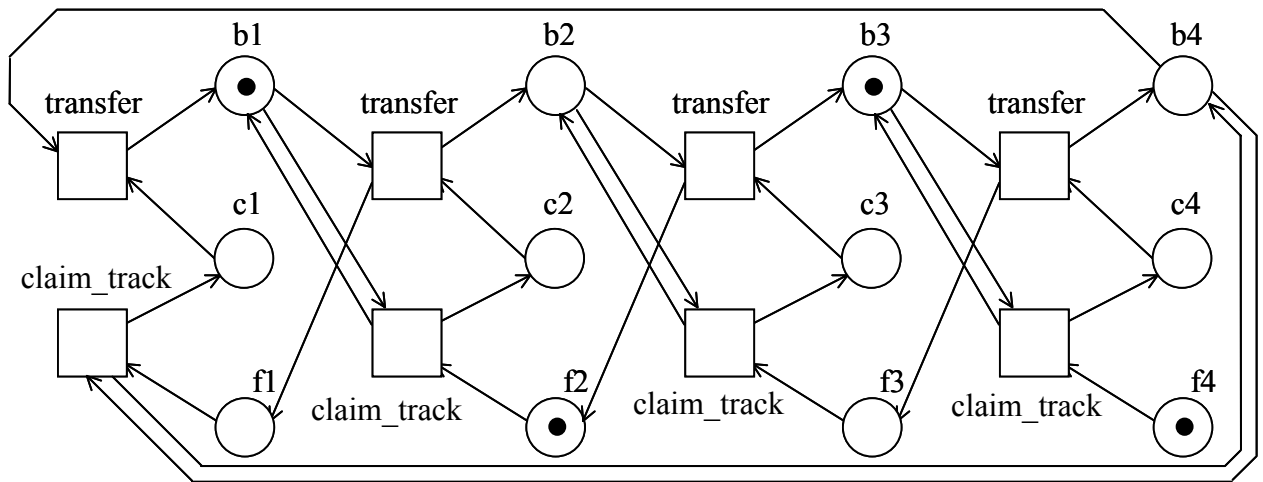 b1 b2 b3 b4
transfer transfer transfer transfer
c1 c2 c3 c4
claim_track
f1 f2 f3 f4
claim_track claim_track claim_track